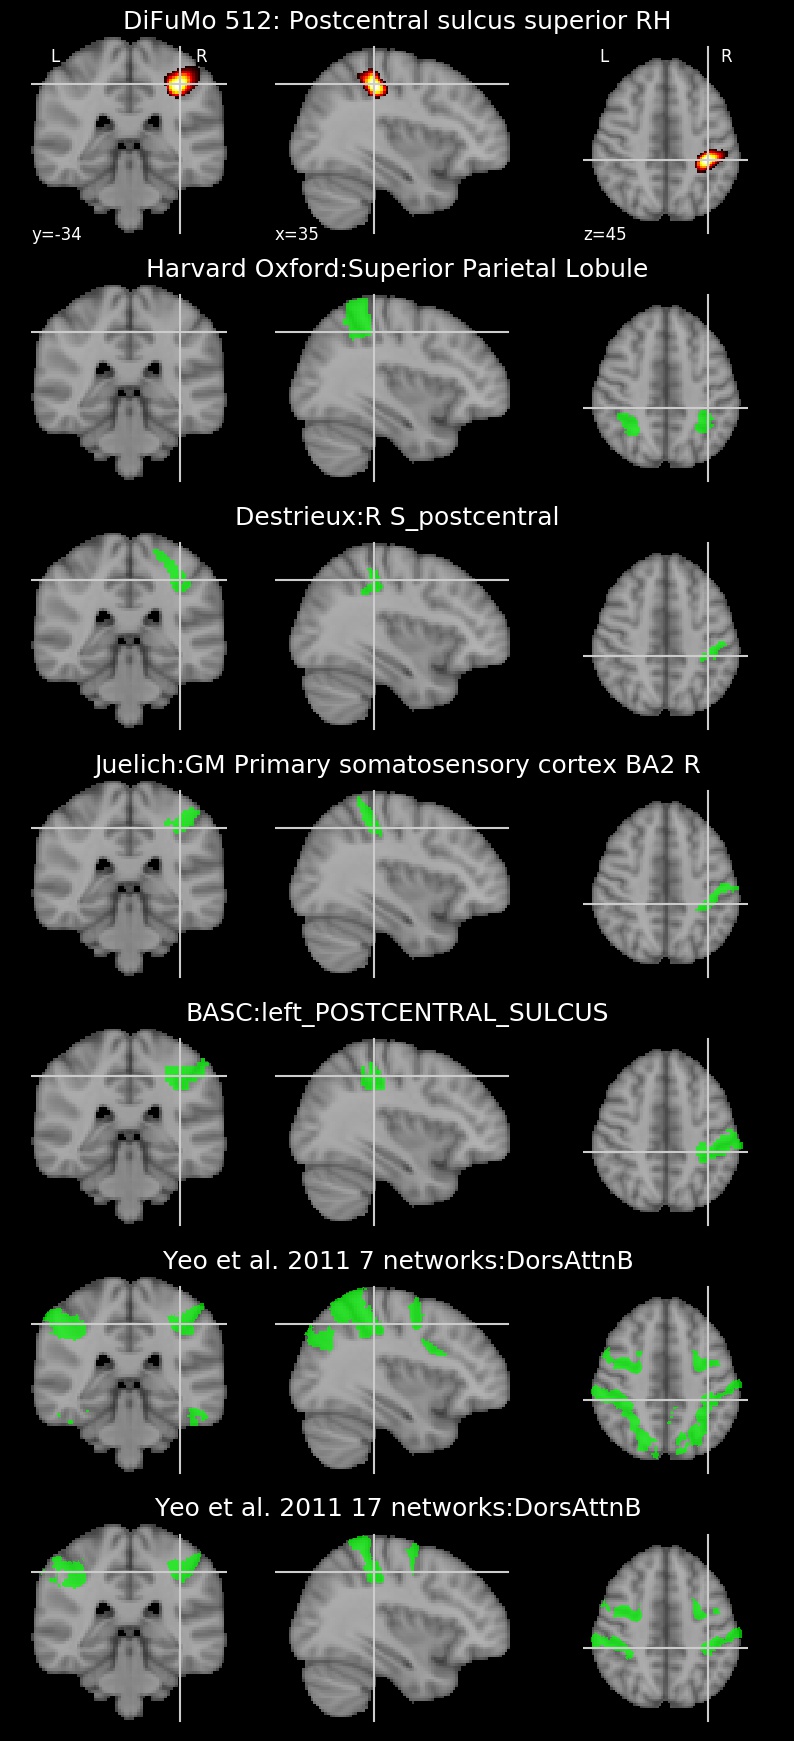 DiFuMo 512: Postcentral sulcus superior RH
L R L R
y=-34 x=35 z=45
Harvard Oxford:Superior Parietal Lobule
Destrieux:R S_postcentral
Juelich:GM Primary somatosensory cortex BA2 R
BASC:left_POSTCENTRAL_SULCUS
Yeo et al. 2011 7 networks:DorsAttnB
Yeo et al. 2011 17 networks:DorsAttnB